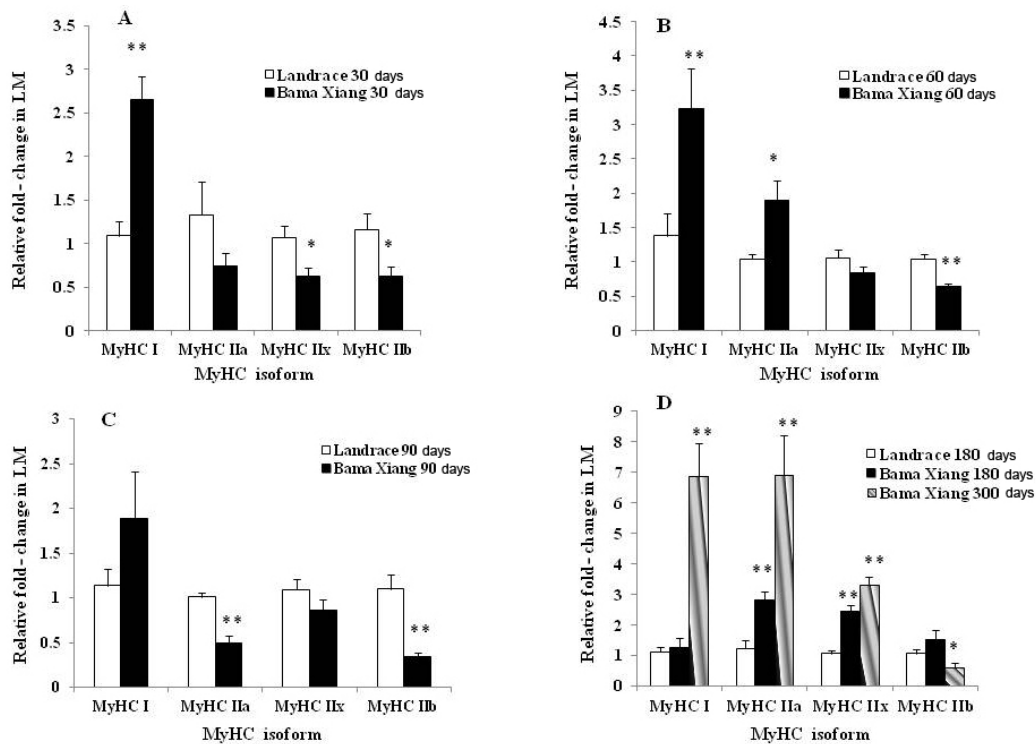 A
3.5
3
2.5
2
1.5
1
0.5
0
Relative fold- change in LM
**
*
*
Landrace 30 days
Bama Xiang 30 days
MyHC I MyHC IIa MyHC IIx MyHC IIb
MyHC isoform
B
4.5
4
3.5
3
2.5
2
1.5
1
0.5
0
Relative fold- change in LM
**
*
**
Landrace 60 days
Bama Xiang 60 days
MyHC I MyHC IIa MyHC IIx MyHC IIb
MyHC isoform
C
3
2.5
2
1.5
1
0.5
0
Relative fold- change in LM
**
**
Landrace 90 days
Bama Xiang 90 days
MyHC I MyHC IIa MyHC IIx MyHC IIb
MyHC isoform
D
9
8
7
6
5
4
3
2
1
0
Relative fold- change in LM
**
**
**
**
**
*
Landrace 180 days
Bama Xiang 180 days
Bama Xiang 300 days
MyHC I MyHC IIa MyHC IIx MyHC IIb
MyHC isoform